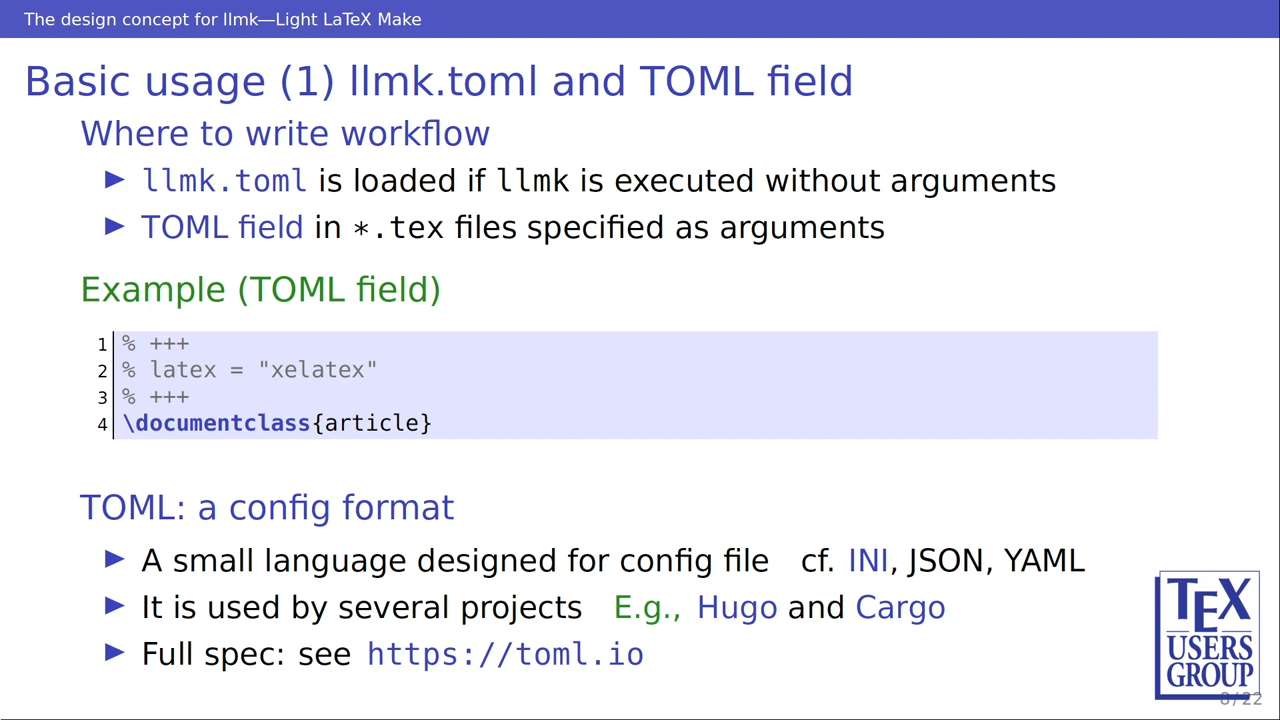 The design concept for llmk—Light LaTeX Make
Basic usage (1) llmk.toml and TOML field
Where to write workflow
▶ llmk.toml is loaded if llmk is executed without arguments
▶ TOML field in *.tex files specified as arguments
Example (TOML field)
1 % +++
2 % latex = "xelatex"
3 % +++
4 \documentclass{article}
TOML: a config format
▶ A small language designed for config file cf. INI, JSON, YAML
▶ It is used by several projects E.g., Hugo and Cargo
▶ Full spec: see https://toml.io
TEX
USERS
GROUP
/22